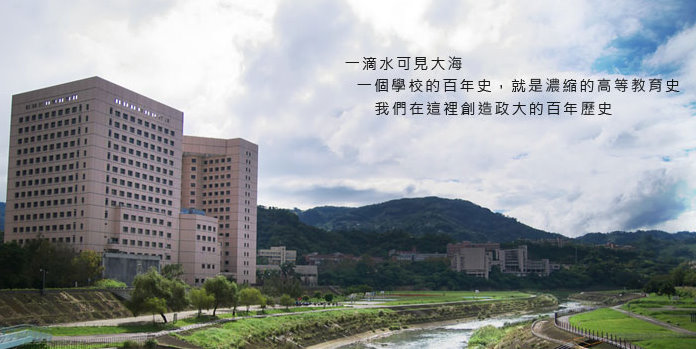 一滴水可見大海
一個學校的百年史，就是濃縮的高等教育史
我們在這裡創造政大的百年歷史